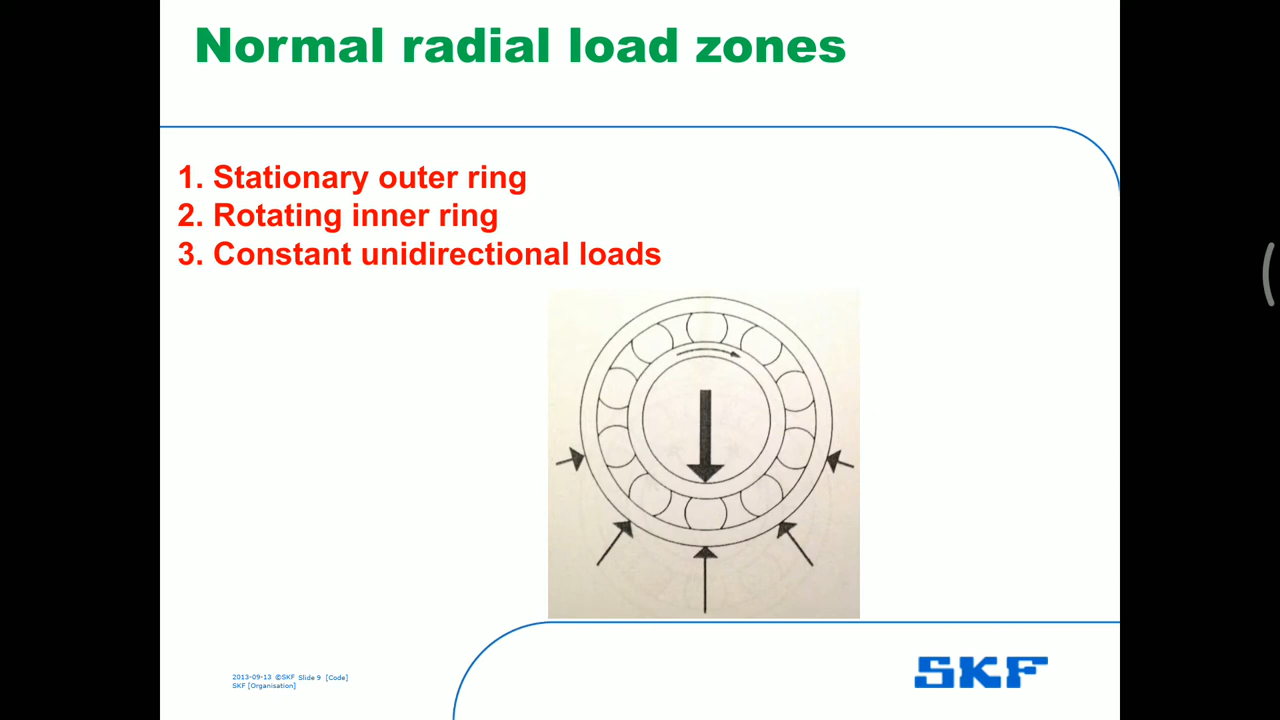 Normal radial load zones
1. Stationary outer ring
2. Rotating inner ring
3. Constant unidirectional loads
2013-09-13 ©SKF Slide 9 [Code]
SKF [Organisation]
SKF